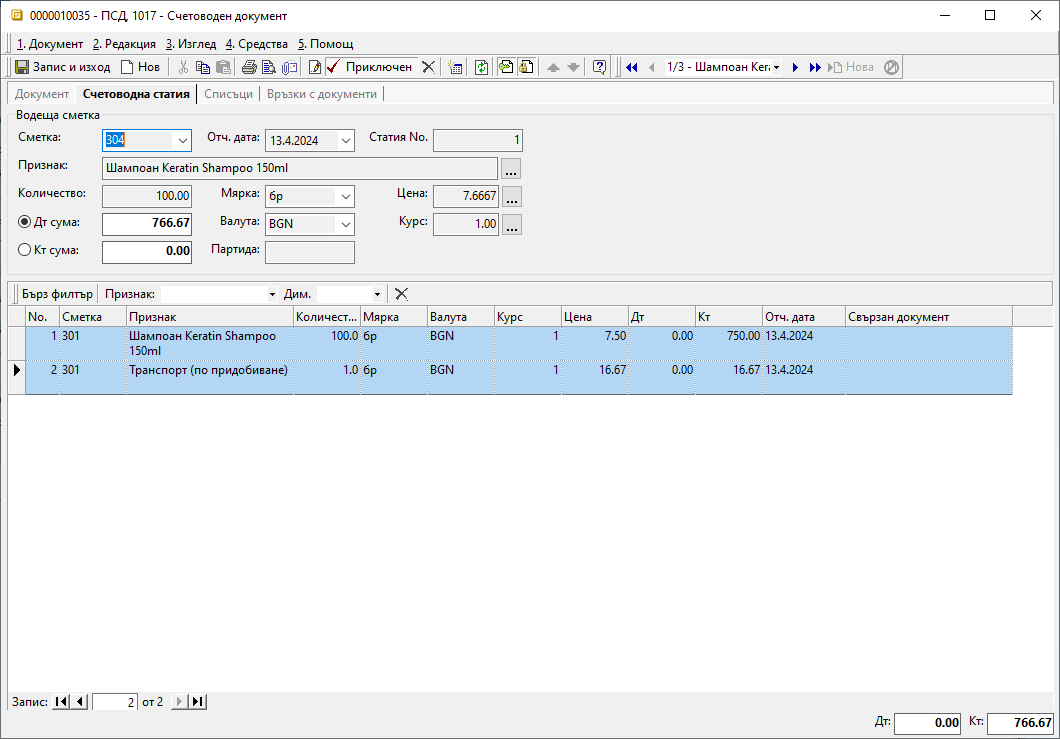 0000010035 - ПСД, 1017 - Счетоводен документ
1. Документ 2. Редакция 3. Изглед 4. Средства 5. Помощ
Запис и изход Нов Приключен 1/3 - Шампоан Кер Нова
Документ Счетоводна статия Списъци Връзки с документи
Водеща сметка
Сметка: 304 Отч. дата: 13.4.2024 Статия No. 1
Признак: Шампоан Keratin Shampoo 150ml ...
Количество: 100.00 Мярка: бр Цена: 7.6667 ...
Дт сума: 766.67 Валута: BGN Курс: 1.00 ...
Кт сума: 0.00 Партида:
Бърз филтър Признак: Дим.
No. Сметка Признак Количест... Мярка Валута Курс Цена Дт Кт Отч. дата Свързан документ
1 301 Шампоан Keratin Shampoo 100.0 бр BGN 1 7.50 0.00 750.00 13.4.2024
150ml
2 301 Транспорт (по придобиване) 1.0 бр BGN 1 16.67 0.00 16.67 13.4.2024
Запис: 2 от 2
Дт: 0.00 Кт: 766.67